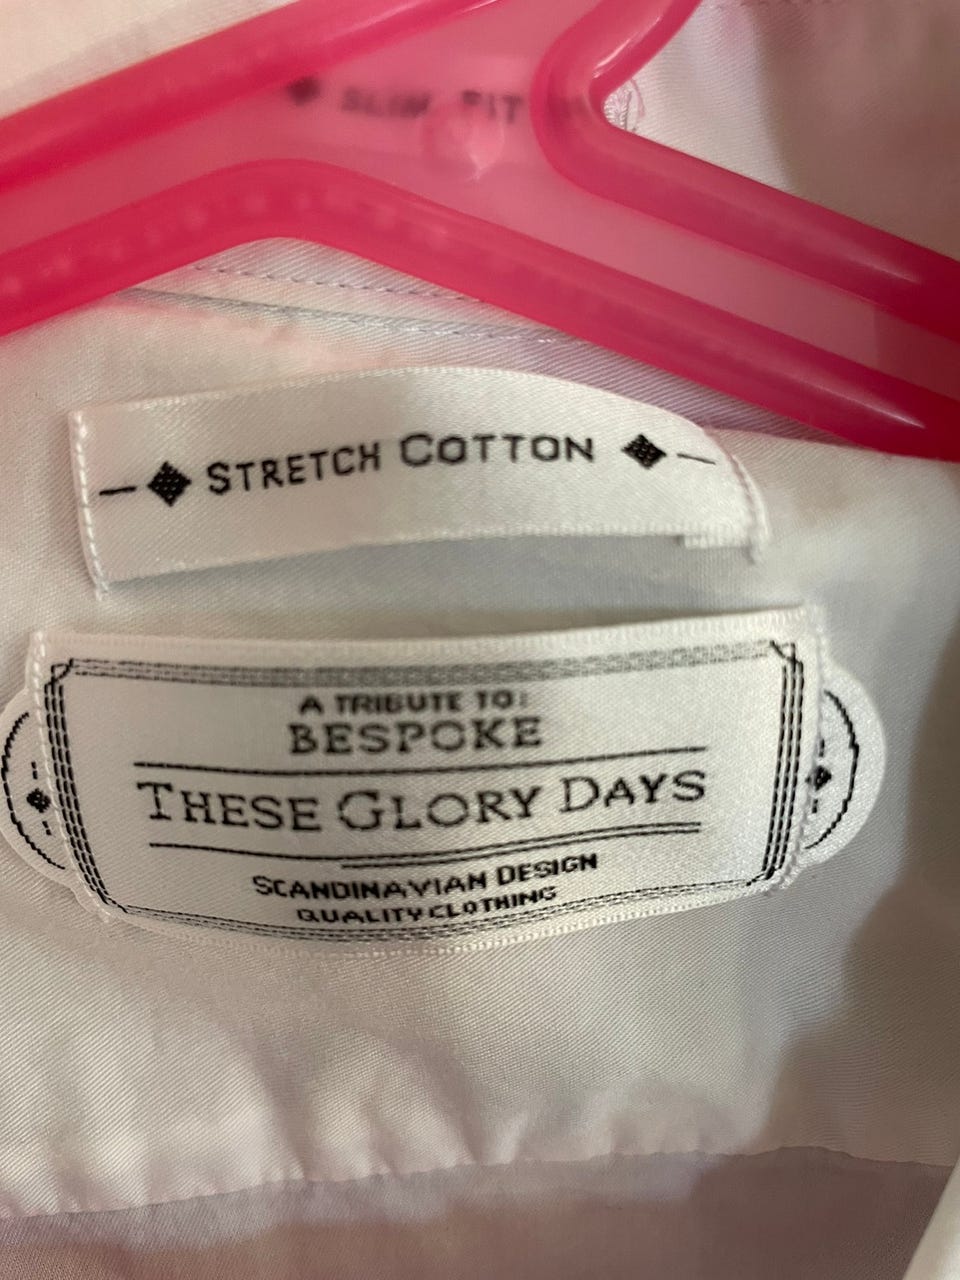 SLIM FIT
STRETCH COTTON
A TRIBUTE TO:
BESPOKE
THESE GLORY DAYS
SCANDINAVIAN DESIGN
QUALITY CLOTHING